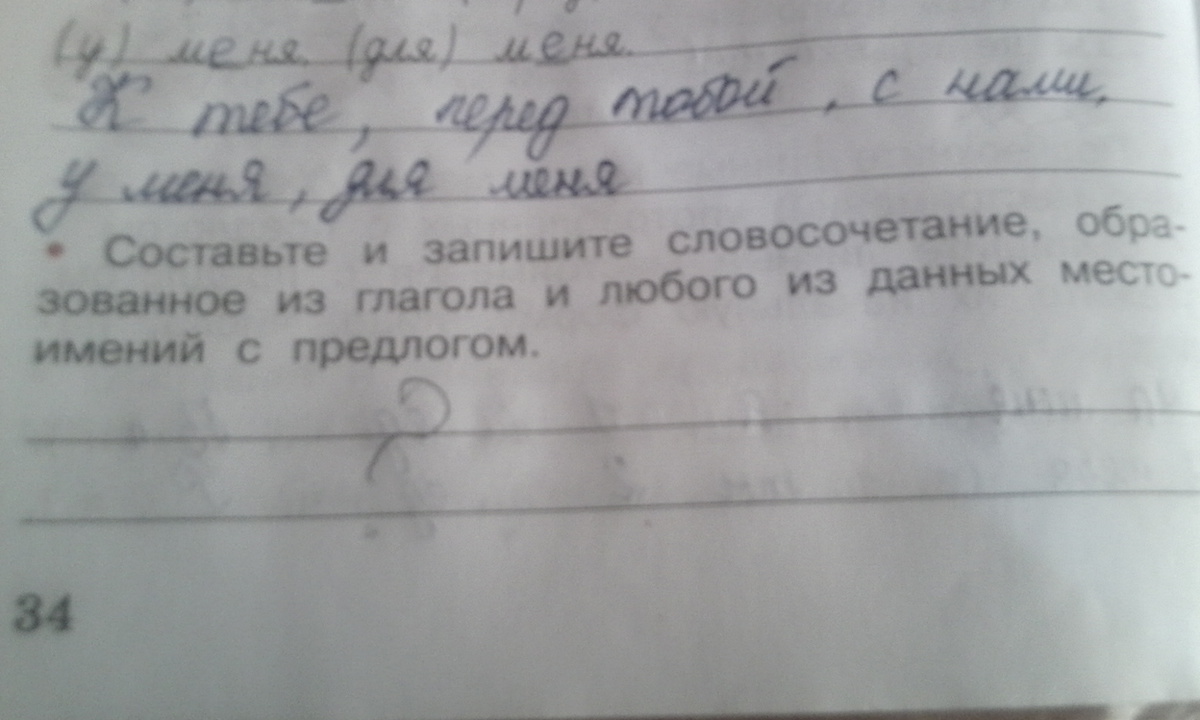 (у) меня. (для) меня.
К тебе, перед тобой, с нами,
у меня, для меня
• Составьте и запишите словосочетание, обра-
зованное из глагола и любого из данных место-
имений с предлогом.
?
34